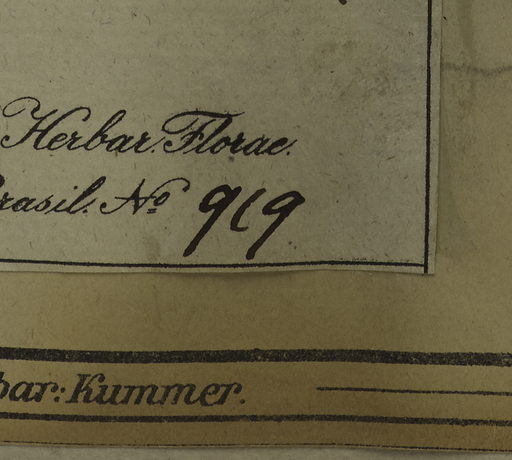 Herbar. Florae.
rasil. No 919
bar: Kummer.